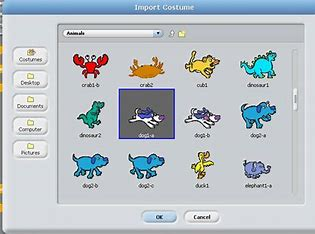 Import Costume
Animals
Costumes
Desktop
Documents
Computer
Pictures
crab1-b
crab2
cub1
dinosaur1
dinosaur2
dog1-a
dog1-b
dog2-a
dog2-b
dog2-c
duck1
elephant1-a
OK
Cancel